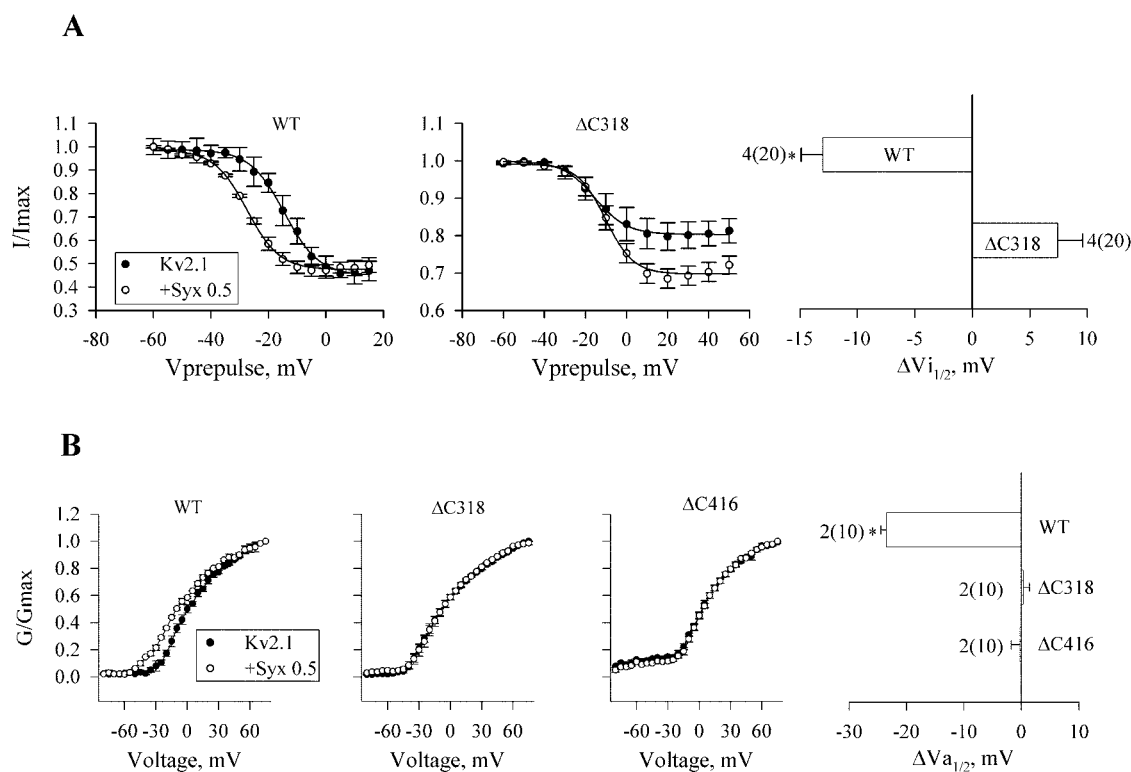 A
WT
1.1
1.0
0.9
0.8
0.7
0.6
0.5
0.4
0.3
I/Imax
Kv2.1
+Syx 0.5
-80 -60 -40 -20 0 20
Vprepulse, mV
ΔC318
1.1
1.0
0.9
0.8
0.7
0.6
-60 -40 -20 0 20 40 60
Vprepulse, mV
4(20)* WT
ΔC318 4(20)
-15 -10 -5 0 5 10
ΔVi1/2, mV
B
WT
1.2
1.0
0.8
0.6
0.4
0.2
0.0
G/Gmax
Kv2.1
+Syx 0.5
-60 -30 0 30 60
Voltage, mV
ΔC318
-60 -30 0 30 60
Voltage, mV
ΔC416
-60 -30 0 30 60
Voltage, mV
2(10)* WT
2(10) ΔC318
2(10) ΔC416
-30 -20 -10 0 10
ΔVa1/2, mV